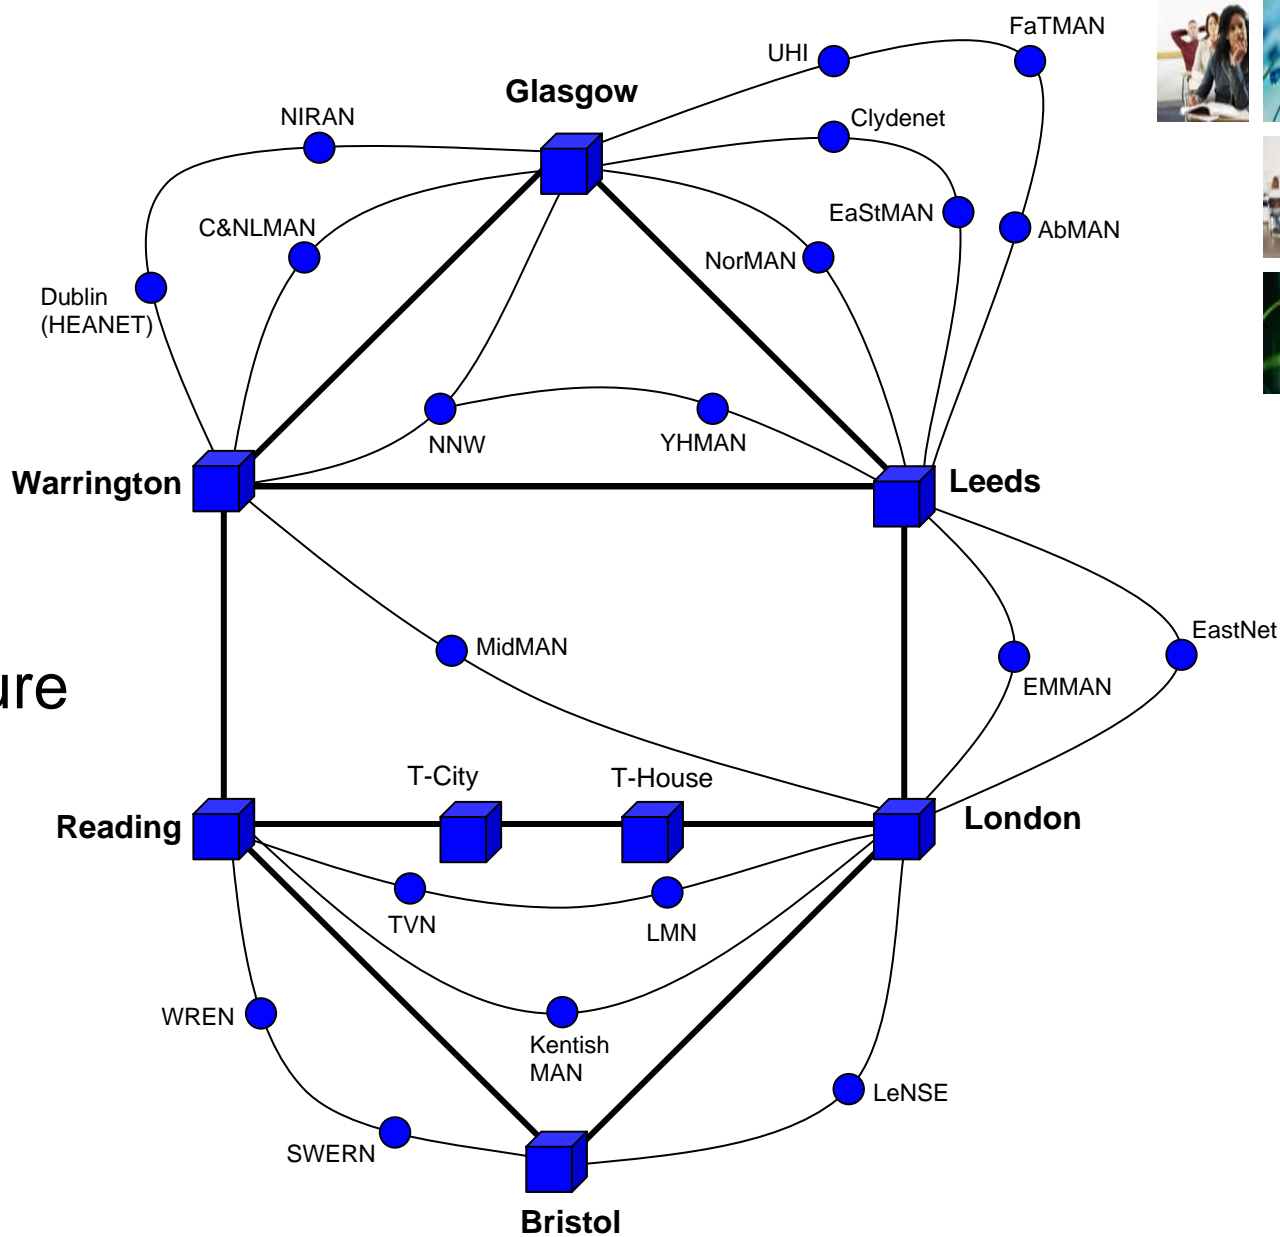 FaTMAN
UHI
Glasgow
NIRAN
Clydenet
C&NLMAN
EaStMAN
AbMAN
NorMAN
Dublin
(HEANET)
NNW
YHMAN
Warrington
Leeds
EastNet
MidMAN
EMMAN
ure
T-City
T-House
Reading
London
TVN
LMN
WREN
Kentish
MAN
LeNSE
SWERN
Bristol